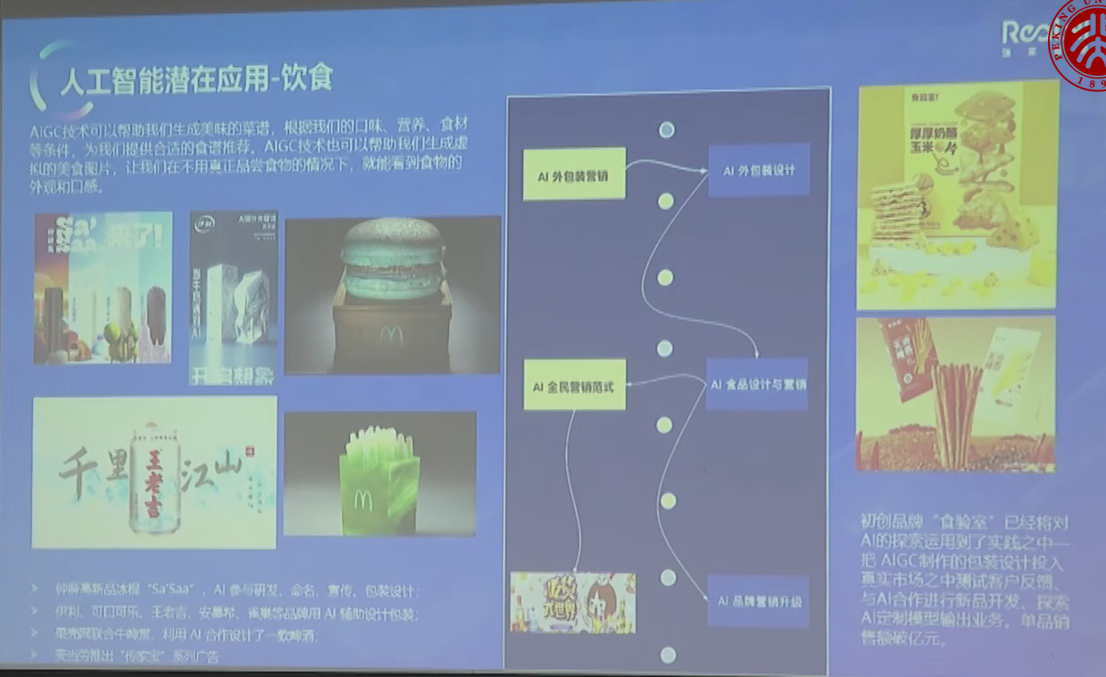 人工智能潜在应用-饮食
AIGC技术可以帮助我们生成美味的菜谱，根据我们的口味、营养、食材
等条件，为我们提供合适的食谱推荐。AIGC技术也可以帮助我们生成虚
拟的美食图片，让我们在不用真正品尝食物的情况下，就能看到食物的
外观和口感。
Sa'
Saa
来了!
伊利
千里
王老吉
江山
钟薛高新品冰棍“Sa'Saa”，AI 参与研发、命名、宣传、包装设计；
伊利、可口可乐、王老吉、安慕希、雀巢等品牌用 AI 辅助设计包装；
果壳网联合牛啤堂，利用 AI 合作设计了一款啤酒；
麦当劳推出“传家宝”系列广告
AI 外包装营销
AI 外包装设计
AI 全民营销范式
AI 食品设计与营销
AI 品牌营销升级
食验室!
厚厚奶酪
玉米
初创品牌“食验室”已经将对
AI的探索运用到了实践之中—
把 AIGC制作的包装设计投入
真实市场之中测试客户反馈、
与AI合作进行新品开发、探索
AI定制模型输出业务。单品销
售额破亿元。
PEKING UN
189